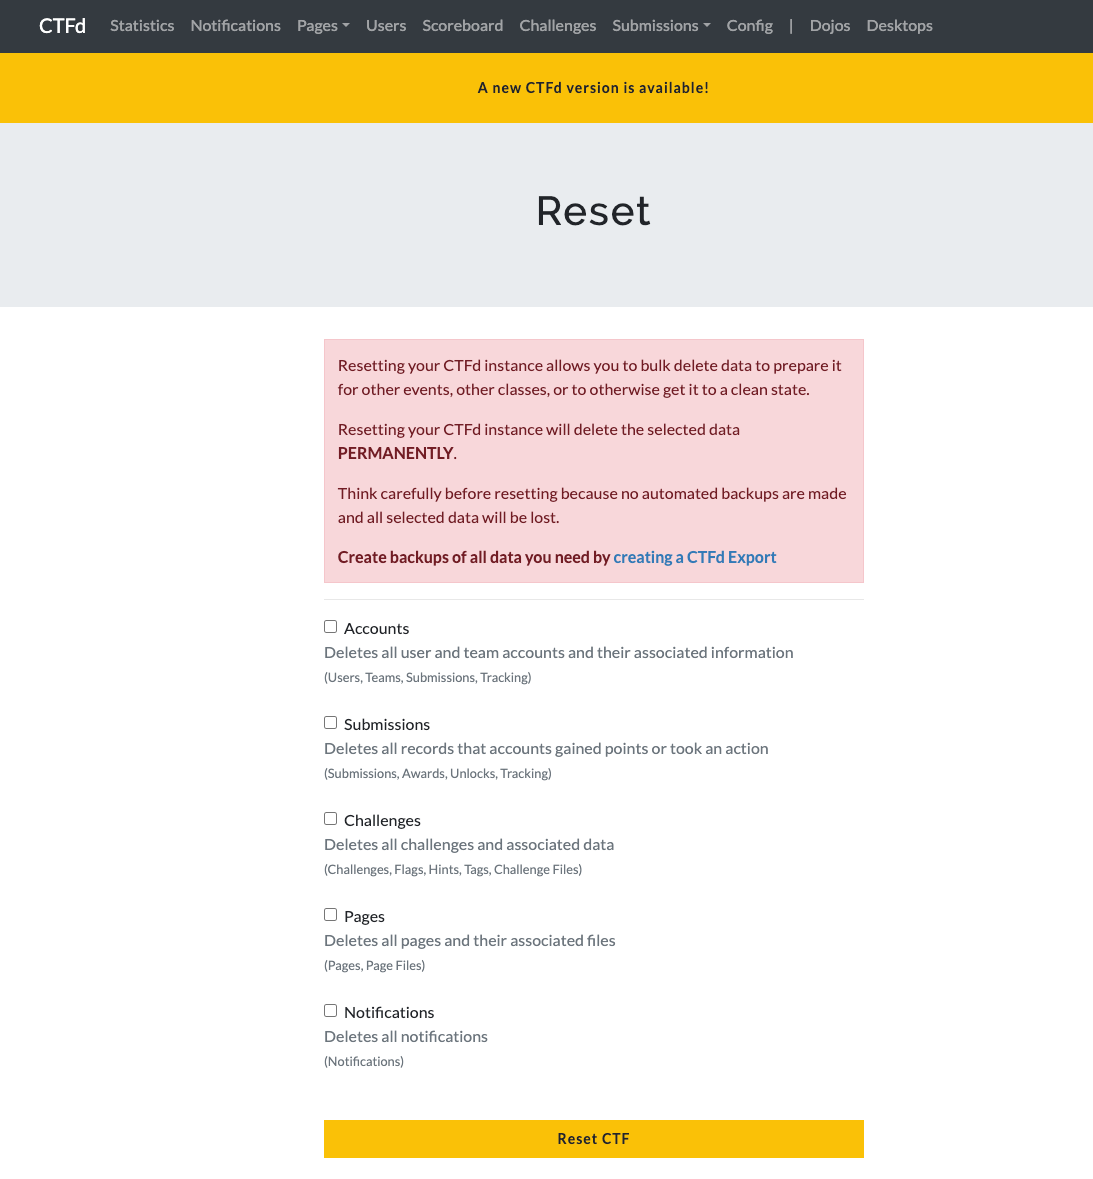 CTFd Statistics Notifications Pages Users Scoreboard Challenges Submissions Config | Dojos Desktops
A new CTFd version is available!
Reset
Resetting your CTFd instance allows you to bulk delete data to prepare it
for other events, other classes, or to otherwise get it to a clean state.
Resetting your CTFd instance will delete the selected data
PERMANENTLY.
Think carefully before resetting because no automated backups are made
and all selected data will be lost.
Create backups of all data you need by creating a CTFd Export
Accounts
Deletes all user and team accounts and their associated information
(Users, Teams, Submissions, Tracking)
Submissions
Deletes all records that accounts gained points or took an action
(Submissions, Awards, Unlocks, Tracking)
Challenges
Deletes all challenges and associated data
(Challenges, Flags, Hints, Tags, Challenge Files)
Pages
Deletes all pages and their associated files
(Pages, Page Files)
Notifications
Deletes all notifications
(Notifications)
Reset CTF